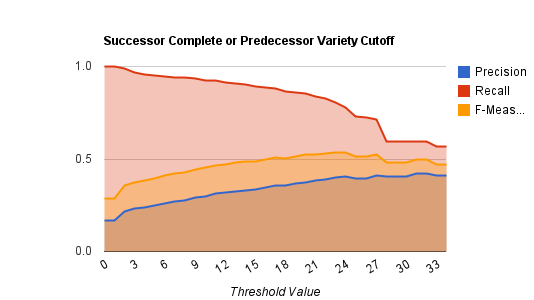 Successor Complete or Predecessor Variety Cutoff
1.0
0.5
0.0
0 3 6 9 12 15 18 21 24 27 30 33
Threshold Value
Precision
Recall
F-Meas...